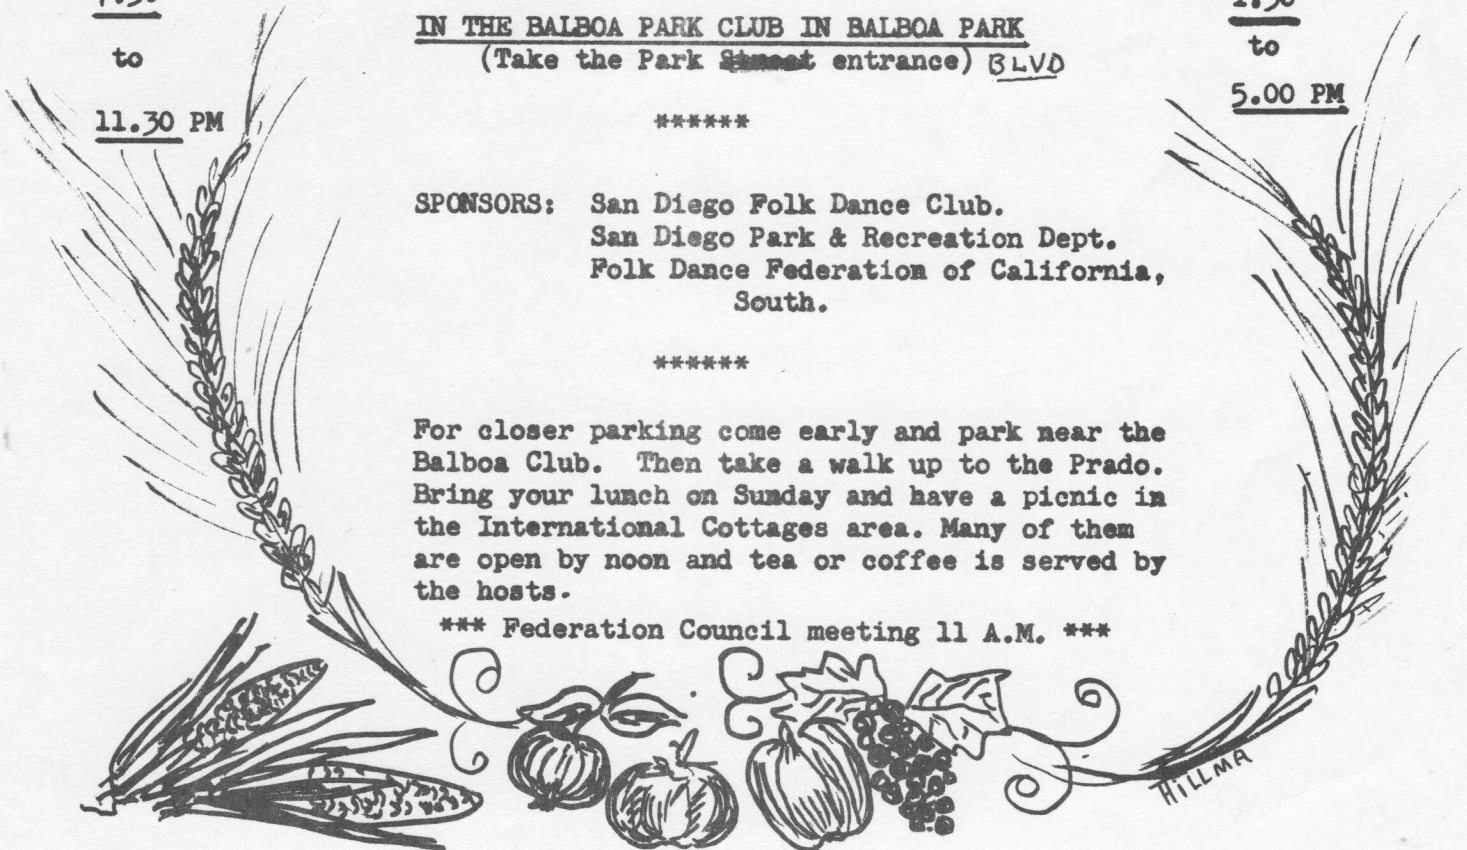 IN THE BALBOA PARK CLUB IN BALBOA PARK
(Take the Park Street entrance) BLVD
to
11.30 PM
to
5.00 PM
******
SPONSORS: San Diego Folk Dance Club.
San Diego Park & Recreation Dept.
Folk Dance Federation of California,
South.
******
For closer parking come early and park near the
Balboa Club. Then take a walk up to the Prado.
Bring your lunch on Sunday and have a picnic in
the International Cottages area. Many of them
are open by noon and tea or coffee is served by
the hosts.
*** Federation Council meeting 11 A.M. ***
HILLMA